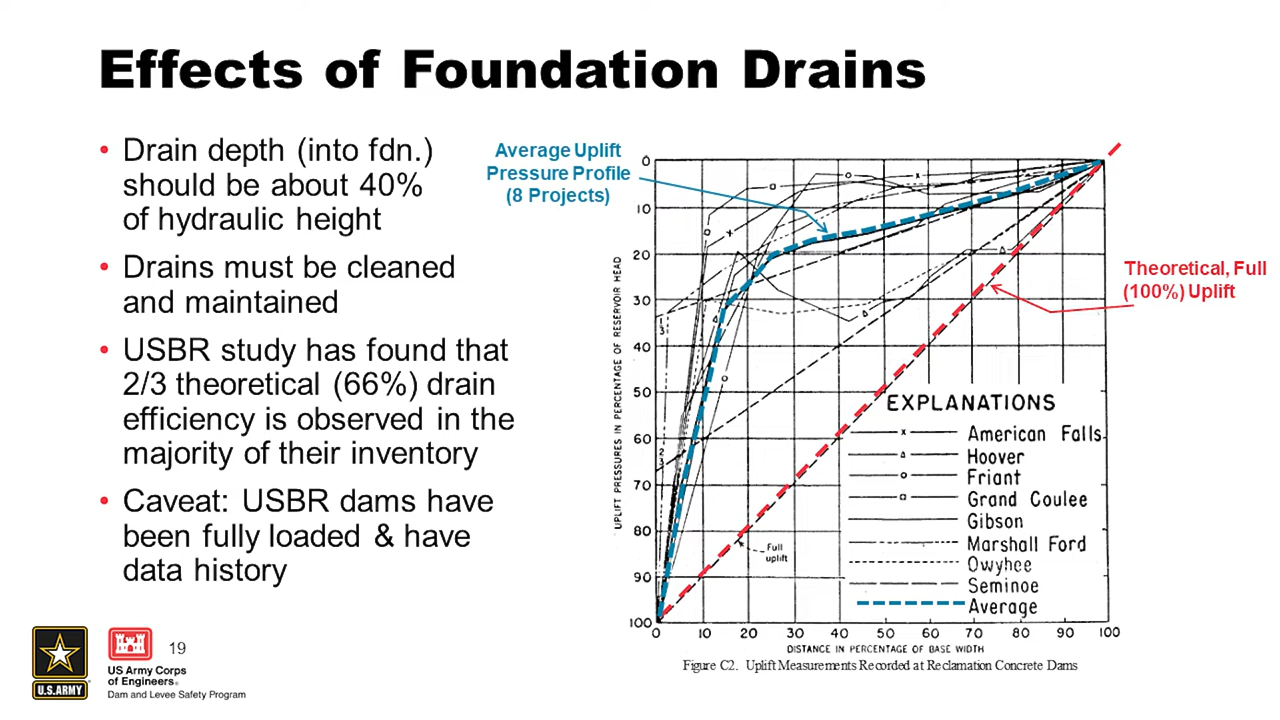 Effects of Foundation Drains
• Drain depth (into fdn.)
should be about 40%
of hydraulic height
• Drains must be cleaned
and maintained
• USBR study has found that
2/3 theoretical (66%) drain
efficiency is observed in the
majority of their inventory
• Caveat: USBR dams have
been fully loaded & have
data history
Average Uplift
Pressure Profile
(8 Projects)
Theoretical, Full
(100%) Uplift
UPLIFT PRESSURES IN PERCENTAGE OF RESERVOIR HEAD
0
10
20
30
40
50
60
70
80
90
100
1/3
2/3
Full
uplift
EXPLANATIONS
American Falls
Hoover
Friant
Grand Coulee
Gibson
Marshall Ford
Owyhee
Seminoe
Average
0 10 20 30 40 50 60 70 80 90 100
DISTANCE IN PERCENTAGE OF BASE WIDTH
Figure C2. Uplift Measurements Recorded at Reclamation Concrete Dams
U.S.ARMY
US Army Corps
of Engineers®
Dam and Levee Safety Program
19